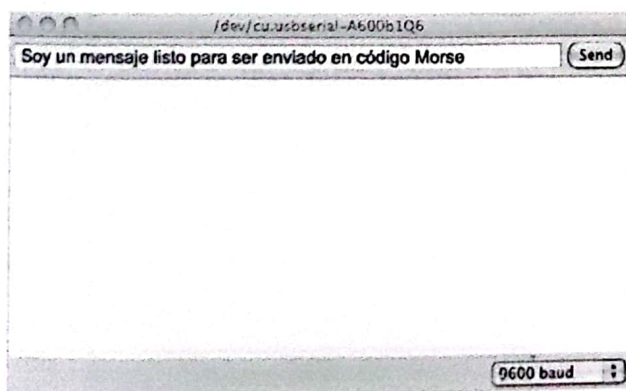 /dev/cu.usbserial-A600b1Q6
Soy un mensaje listo para ser enviado en código Morse Send
9600 baud